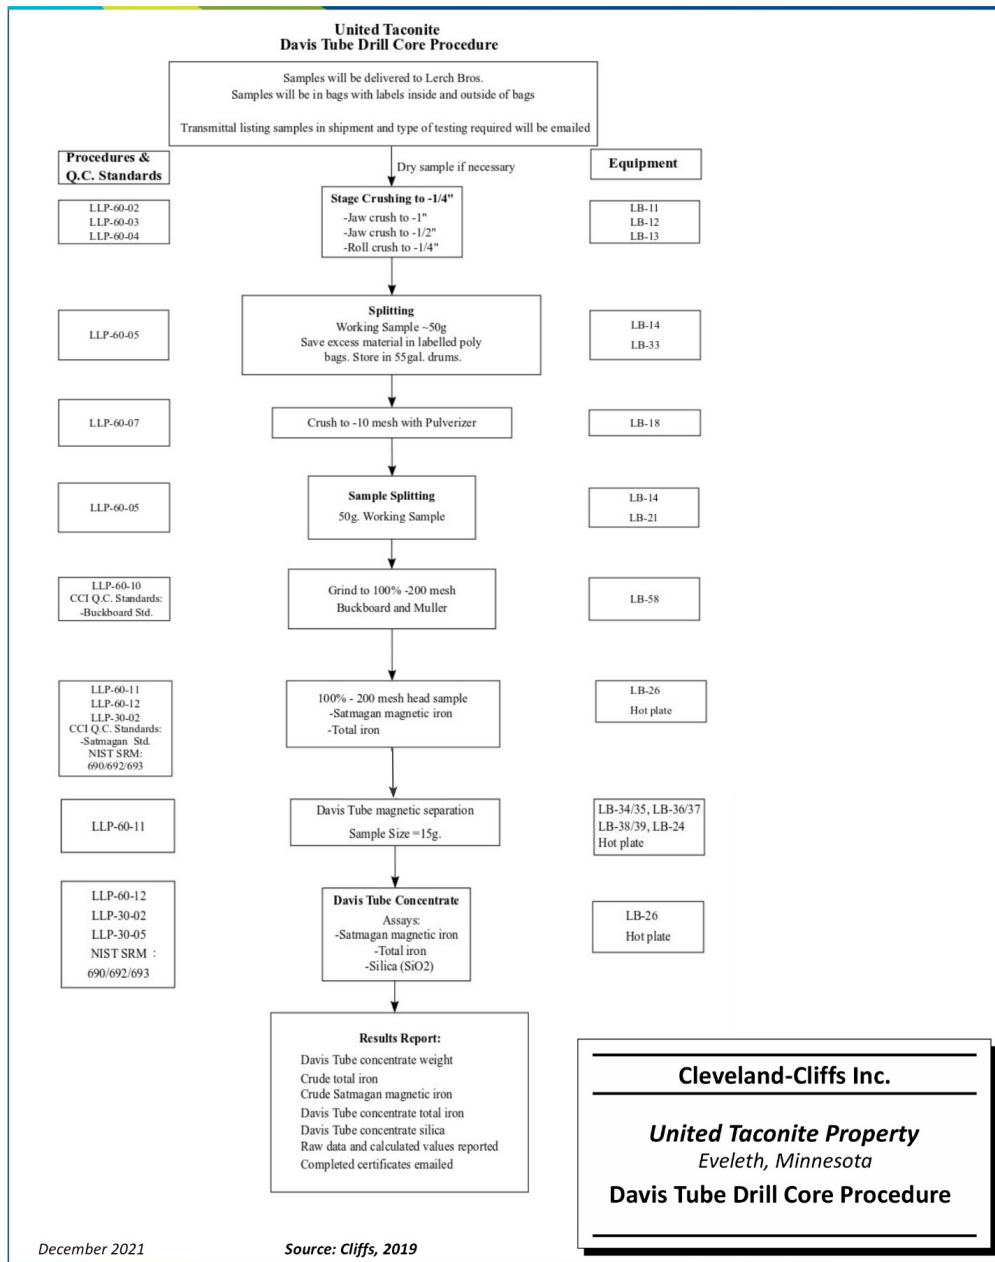 United Taconite
Davis Tube Drill Core Procedure
Samples will be delivered to Lerch Bros.
Samples will be in bags with labels inside and outside of bags
Transmittal listing samples in shipment and type of testing required will be emailed
Procedures &
Q.C. Standards
Dry sample if necessary
Equipment
LLP-60-02
LLP-60-03
LLP-60-04
Stage Crushing to -1/4"
-Jaw crush to -1"
-Jaw crush to -1/2"
-Roll crush to -1/4"
LB-11
LB-12
LB-13
LLP-60-05
Splitting
Working Sample ~50g
Save excess material in labelled poly
bags. Store in 55gal. drums.
LB-14
LB-33
LLP-60-07
Crush to -10 mesh with Pulverizer
LB-18
LLP-60-05
Sample Splitting
50g. Working Sample
LB-14
LB-21
LLP-60-10
CCI Q.C. Standards:
-Buckboard Std.
Grind to 100% -200 mesh
Buckboard and Muller
LB-58
LLP-60-11
LLP-60-12
LLP-30-02
CCI Q.C. Standards:
-Satmagan Std.
NIST SRM:
690/692/693
100% - 200 mesh head sample
-Satmagan magnetic iron
-Total iron
LB-26
Hot plate
LLP-60-11
Davis Tube magnetic separation
Sample Size =15g.
LB-34/35, LB-36/37
LB-38/39, LB-24
Hot plate
LLP-60-12
LLP-30-02
LLP-30-05
NIST SRM :
690/692/693
Davis Tube Concentrate
Assays:
-Satmagan magnetic iron
-Total iron
-Silica (SiO2)
LB-26
Hot plate
Results Report:
Davis Tube concentrate weight
Crude total iron
Crude Satmagan magnetic iron
Davis Tube concentrate total iron
Davis Tube concentrate silica
Raw data and calculated values reported
Completed certificates emailed
Cleveland-Cliffs Inc.
United Taconite Property
Eveleth, Minnesota
Davis Tube Drill Core Procedure
December 2021
Source: Cliffs, 2019